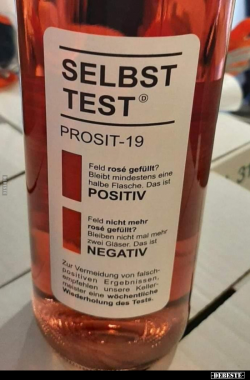 SELBST
TEST
PROSIT-19
Feld rosé gefüllt?
Bleibt mindestens eine
halbe Flasche. Das ist
POSITIV
Feld nicht mehr
rosé gefüllt?
Bleiben nicht mal mehr
zwei Gläser. Das ist
NEGATIV
Zur Vermeidung von falsch-
positiven Ergebnissen,
empfehlen unsere Keller-
meister eine wöchentliche
Wiederholung des Tests.
DEBESTE